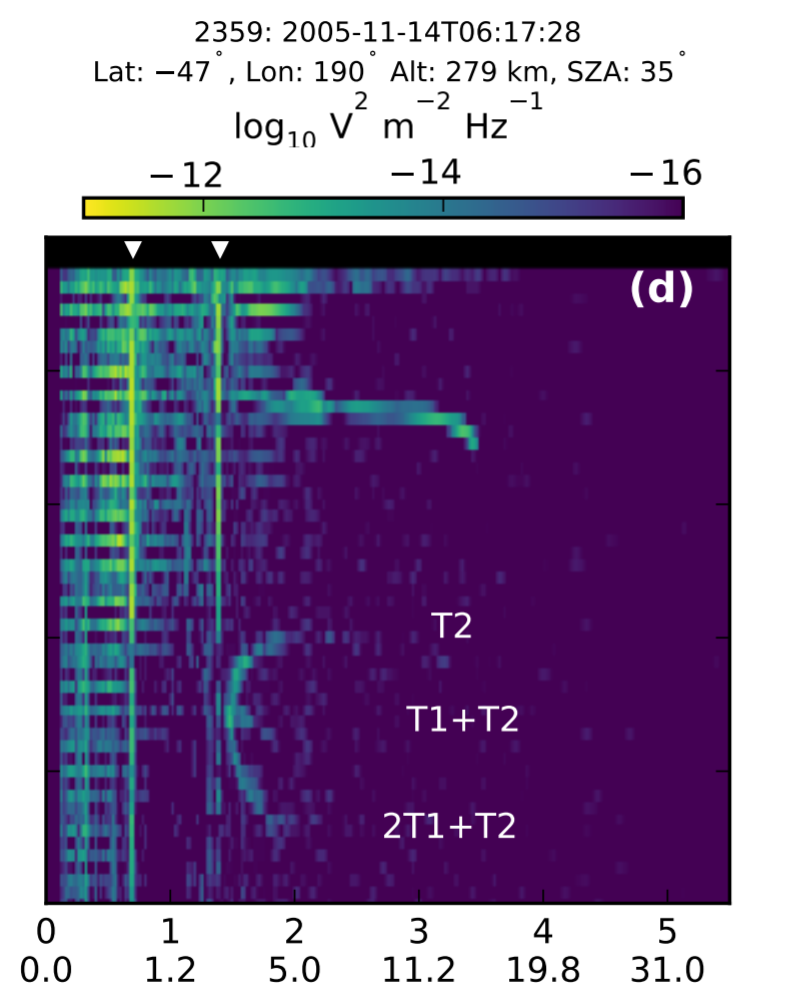 2359: 2005-11-14T06:17:28
Lat: −47°, Lon: 190° Alt: 279 km, SZA: 35°
log₁₀ V² m⁻² Hz⁻¹
−12 −14 −16
(d)
T2
T1+T2
2T1+T2
0 1 2 3 4 5
0.0 1.2 5.0 11.2 19.8 31.0